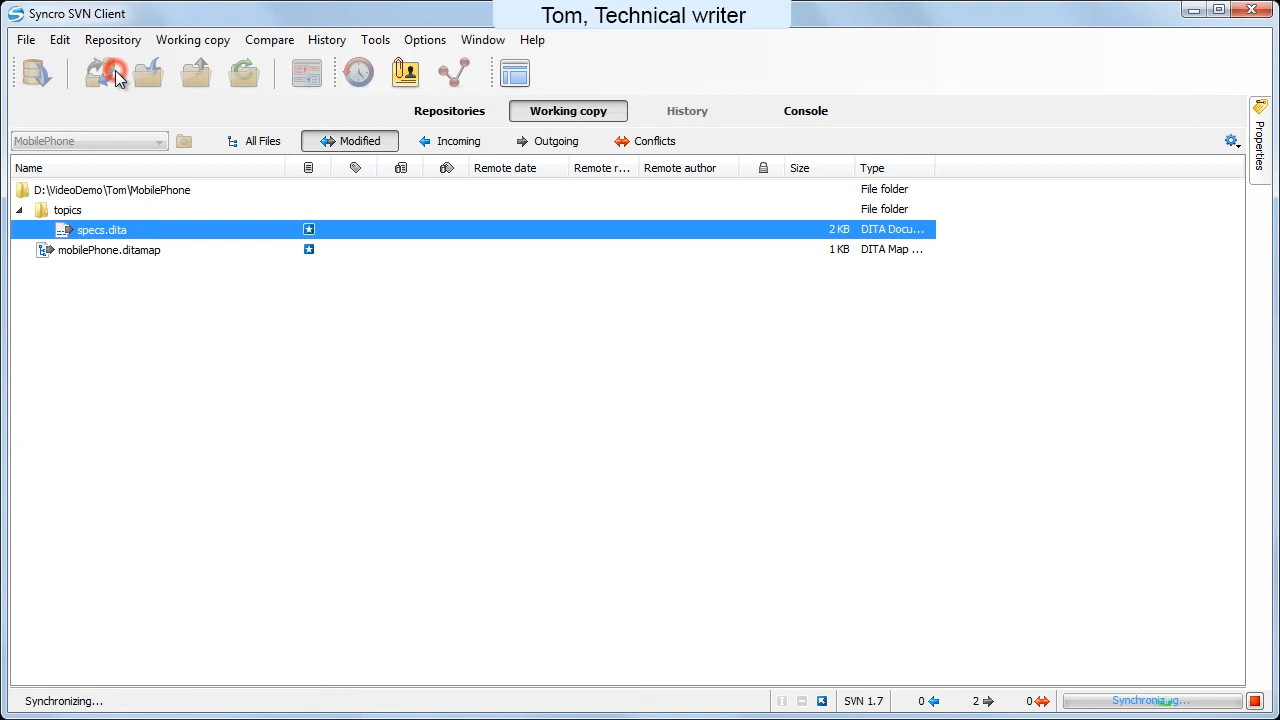 Syncro SVN Client
Tom, Technical writer
File Edit Repository Working copy Compare History Tools Options Window Help
Repositories Working copy History Console
MobilePhone All Files Modified Incoming Outgoing Conflicts
Properties
Name Remote date Remote r... Remote author Size Type
D:\VideoDemo\Tom\MobilePhone File folder
topics File folder
specs.dita 2 KB DITA Docu...
mobilePhone.ditamap 1 KB DITA Map ...
Synchronizing... SVN 1.7 0 2 0 Synchronizing...